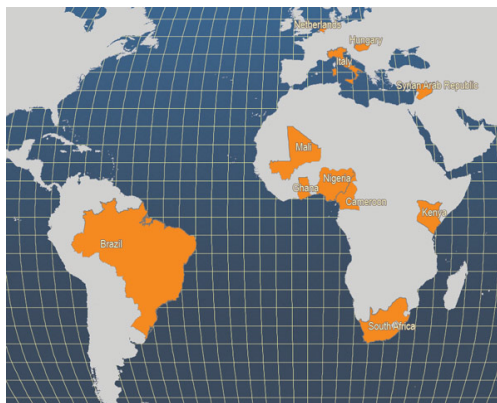 Netherlands
Hungary
Italy
Syrian Arab Republic
Mali
Nigeria
Ghana
Cameroon
Kenya
Brazil
South Africa